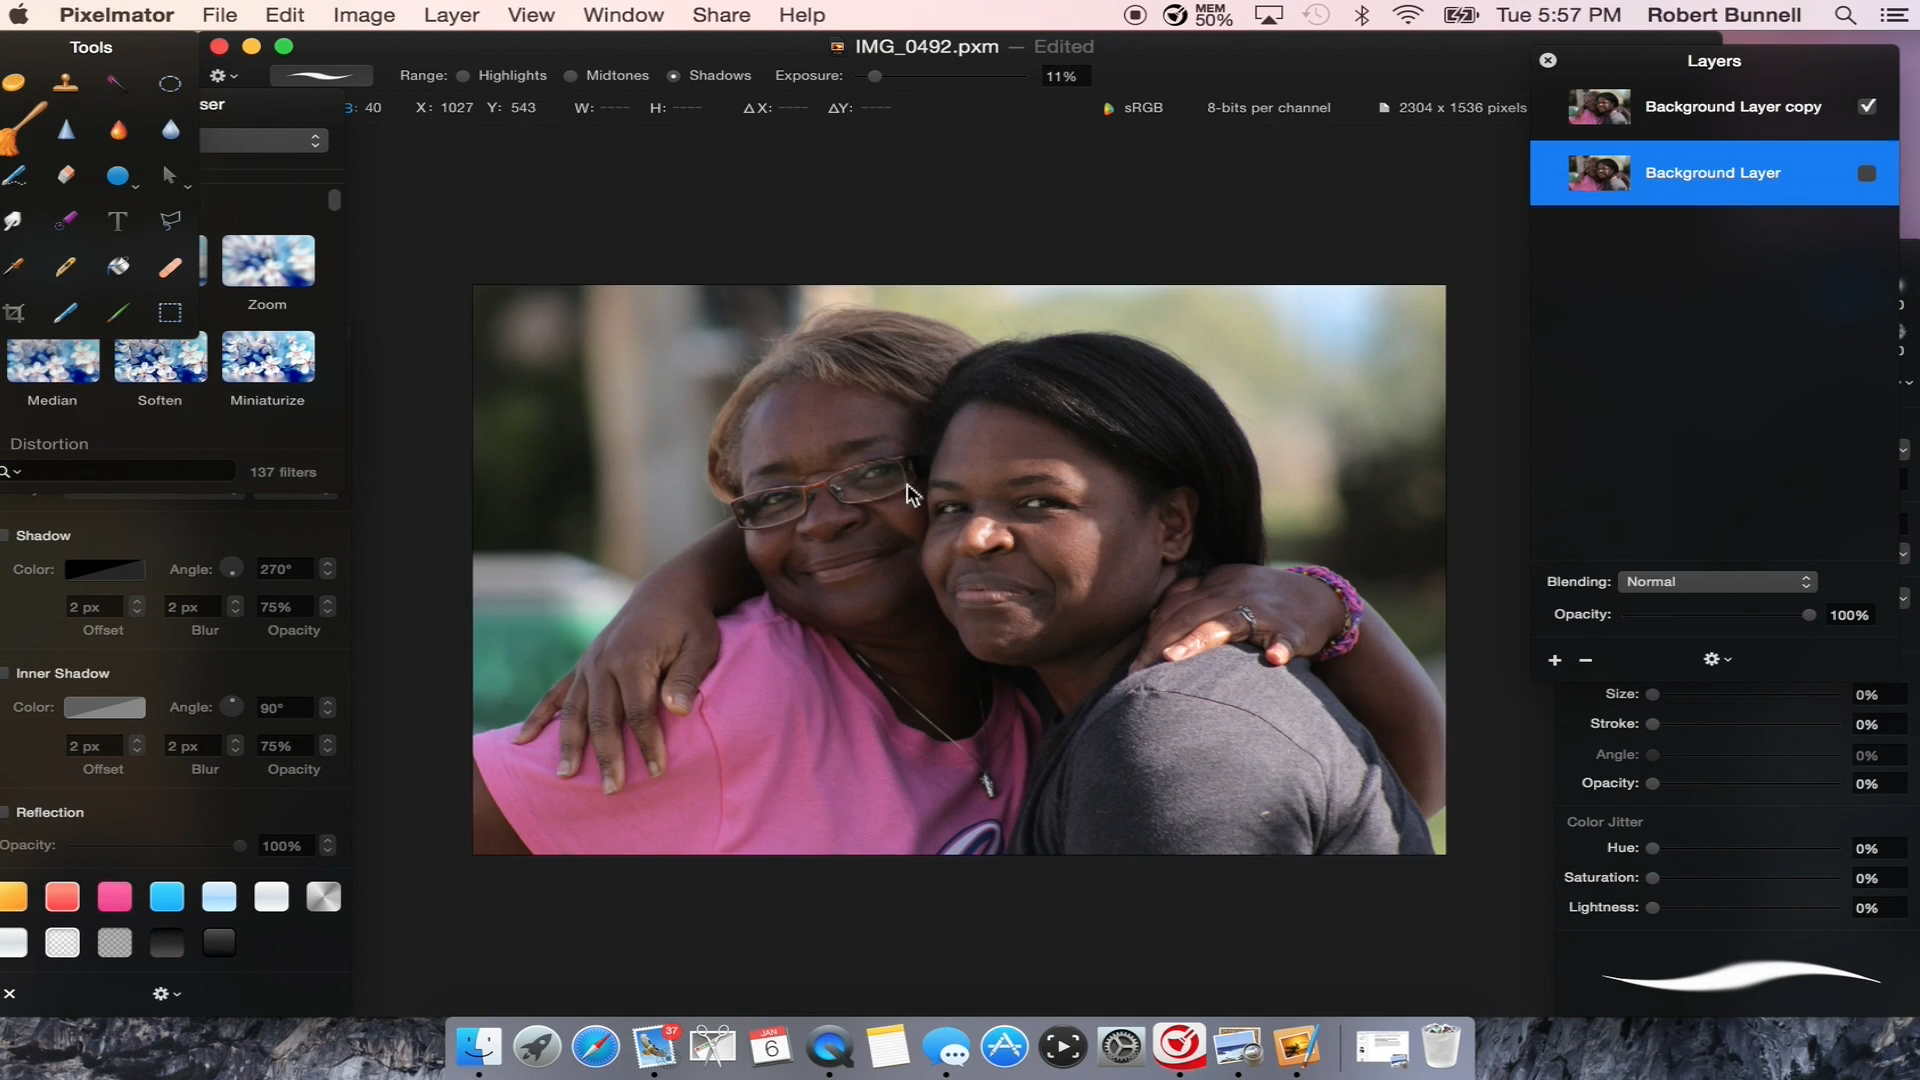 Pixelmator File Edit Image Layer View Window Share Help MEM 50% Tue 5:57 PM Robert Bunnell
Tools
IMG_0492.pxm — Edited
Range: Highlights Midtones Shadows Exposure: 11%
B: 40 X: 1027 Y: 543 W: ---- H: ---- ΔX: ---- ΔY: ---- sRGB 8-bits per channel 2304 x 1536 pixels
ser
Zoom
Median Soften Miniaturize
Distortion
137 filters
Shadow
Color: Angle: 270°
2 px 2 px 75%
Offset Blur Opacity
Inner Shadow
Color: Angle: 90°
2 px 2 px 75%
Offset Blur Opacity
Reflection
Opacity: 100%
Layers
Background Layer copy
Background Layer
Blending: Normal
Opacity: 100%
Size: 0%
Stroke: 0%
Angle: 0%
Opacity: 0%
Color Jitter
Hue: 0%
Saturation: 0%
Lightness: 0%
37
JAN
6